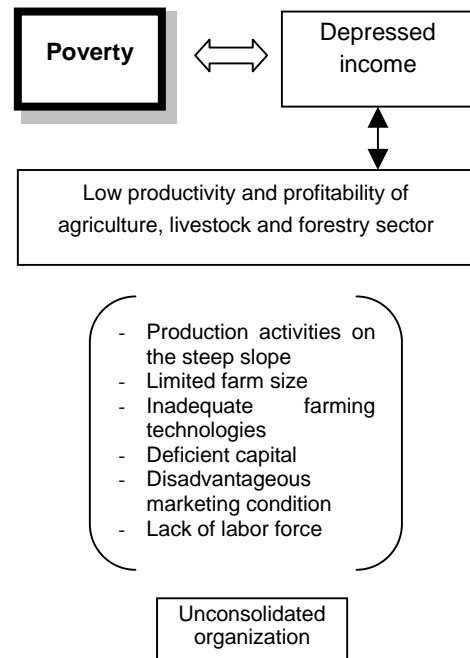 Poverty
Depressed
income
Low productivity and profitability of
agriculture, livestock and forestry sector
- Production activities on
the steep slope
- Limited farm size
- Inadequate farming
technologies
- Deficient capital
- Disadvantageous
marketing condition
- Lack of labor force
Unconsolidated
organization